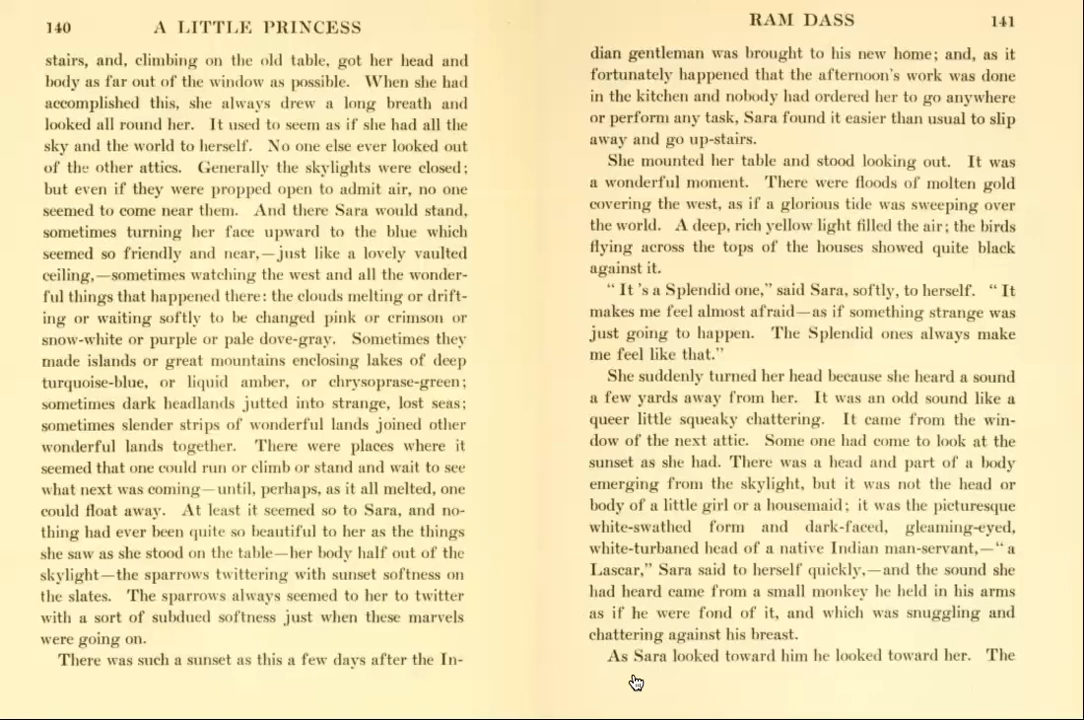 140 A LITTLE PRINCESS
stairs, and, climbing on the old table, got her head and
body as far out of the window as possible. When she had
accomplished this, she always drew a long breath and
looked all round her. It used to seem as if she had all the
sky and the world to herself. No one else ever looked out
of the other attics. Generally the skylights were closed;
but even if they were propped open to admit air, no one
seemed to come near them. And there Sara would stand,
sometimes turning her face upward to the blue which
seemed so friendly and near,—just like a lovely vaulted
ceiling,—sometimes watching the west and all the wonder-
ful things that happened there: the clouds melting or drift-
ing or waiting softly to be changed pink or crimson or
snow-white or purple or pale dove-gray. Sometimes they
made islands or great mountains enclosing lakes of deep
turquoise-blue, or liquid amber, or chrysoprase-green;
sometimes dark headlands jutted into strange, lost seas;
sometimes slender strips of wonderful lands joined other
wonderful lands together. There were places where it
seemed that one could run or climb or stand and wait to see
what next was coming—until, perhaps, as it all melted, one
could float away. At least it seemed so to Sara, and no-
thing had ever been quite so beautiful to her as the things
she saw as she stood on the table—her body half out of the
skylight—the sparrows twittering with sunset softness on
the slates. The sparrows always seemed to her to twitter
with a sort of subdued softness just when these marvels
were going on.
There was such a sunset as this a few days after the In-
RAM DASS 141
dian gentleman was brought to his new home; and, as it
fortunately happened that the afternoon's work was done
in the kitchen and nobody had ordered her to go anywhere
or perform any task, Sara found it easier than usual to slip
away and go up-stairs.
She mounted her table and stood looking out. It was
a wonderful moment. There were floods of molten gold
covering the west, as if a glorious tide was sweeping over
the world. A deep, rich yellow light filled the air; the birds
flying across the tops of the houses showed quite black
against it.
"It 's a Splendid one," said Sara, softly, to herself. "It
makes me feel almost afraid—as if something strange was
just going to happen. The Splendid ones always make
me feel like that."
She suddenly turned her head because she heard a sound
a few yards away from her. It was an odd sound like a
queer little squeaky chattering. It came from the win-
dow of the next attic. Some one had come to look at the
sunset as she had. There was a head and part of a body
emerging from the skylight, but it was not the head or
body of a little girl or a housemaid; it was the picturesque
white-swathed form and dark-faced, gleaming-eyed,
white-turbaned head of a native Indian man-servant,—"a
Lascar," Sara said to herself quickly,—and the sound she
had heard came from a small monkey he held in his arms
as if he were fond of it, and which was snuggling and
chattering against his breast.
As Sara looked toward him he looked toward her. The